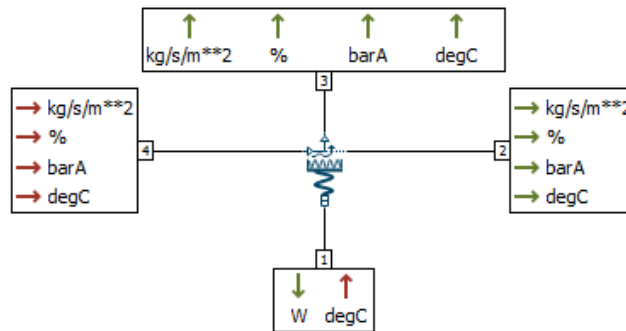 kg/s/m**2 % barA degC
3
kg/s/m**2
%
barA
degC
4
2
kg/s/m**2
%
barA
degC
1
W degC